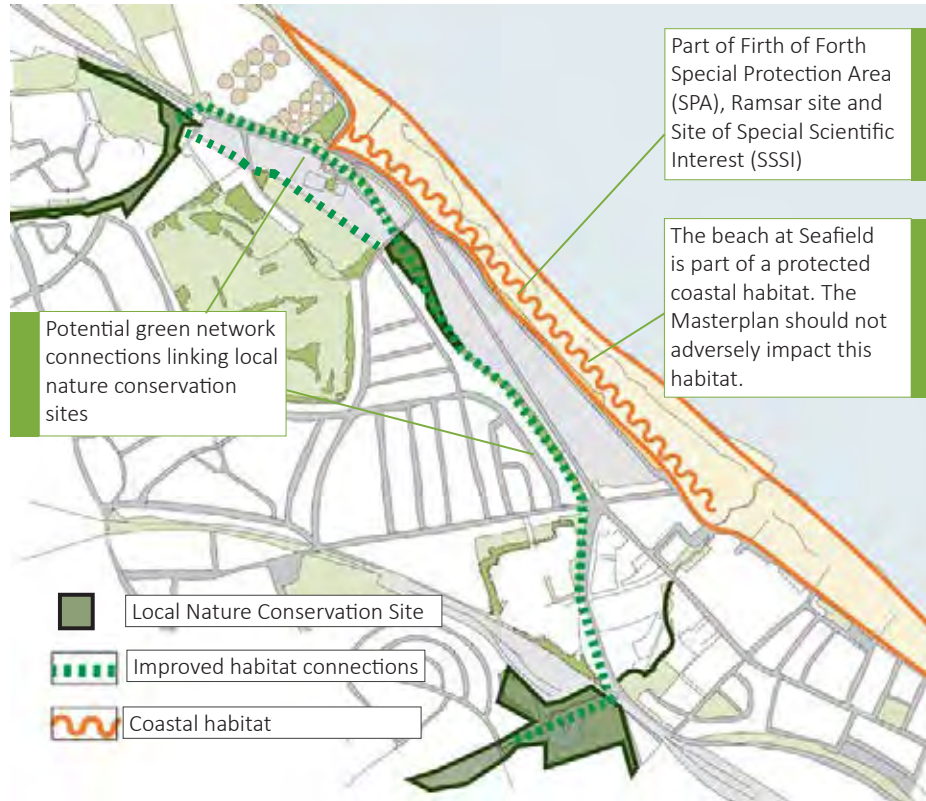 Part of Firth of Forth
Special Protection Area
(SPA), Ramsar site and
Site of Special Scientific
Interest (SSSI)
The beach at Seafield
is part of a protected
coastal habitat. The
Masterplan should not
adversely impact this
habitat.
Potential green network
connections linking local
nature conservation
sites
Local Nature Conservation Site
Improved habitat connections
Coastal habitat